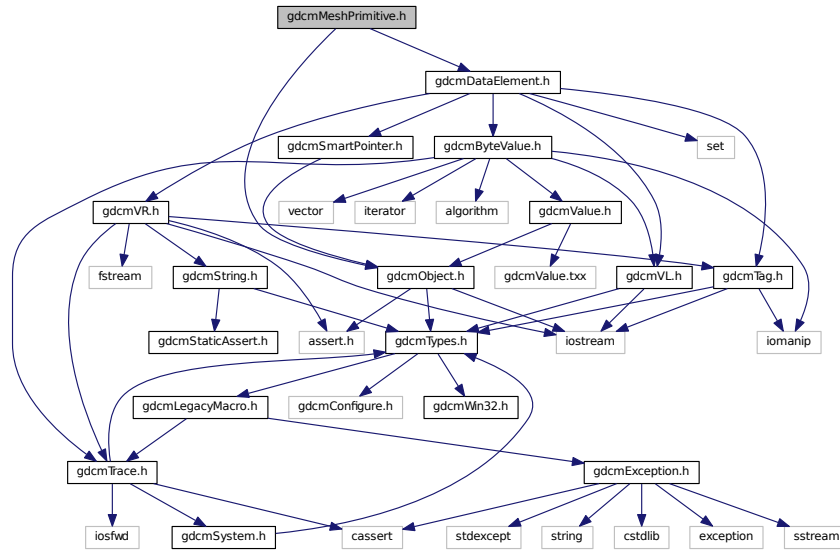 gdcmMeshPrimitive.h
gdcmDataElement.h
gdcmSmartPointer.h
gdcmByteValue.h
set
gdcmVR.h
vector
iterator
algorithm
gdcmValue.h
fstream
gdcmString.h
gdcmObject.h
gdcmValue.txx
gdcmVL.h
gdcmTag.h
gdcmStaticAssert.h
assert.h
gdcmTypes.h
iostream
iomanip
gdcmLegacyMacro.h
gdcmConfigure.h
gdcmWin32.h
gdcmTrace.h
gdcmException.h
iosfwd
gdcmSystem.h
cassert
stdexcept
string
cstdlib
exception
sstream